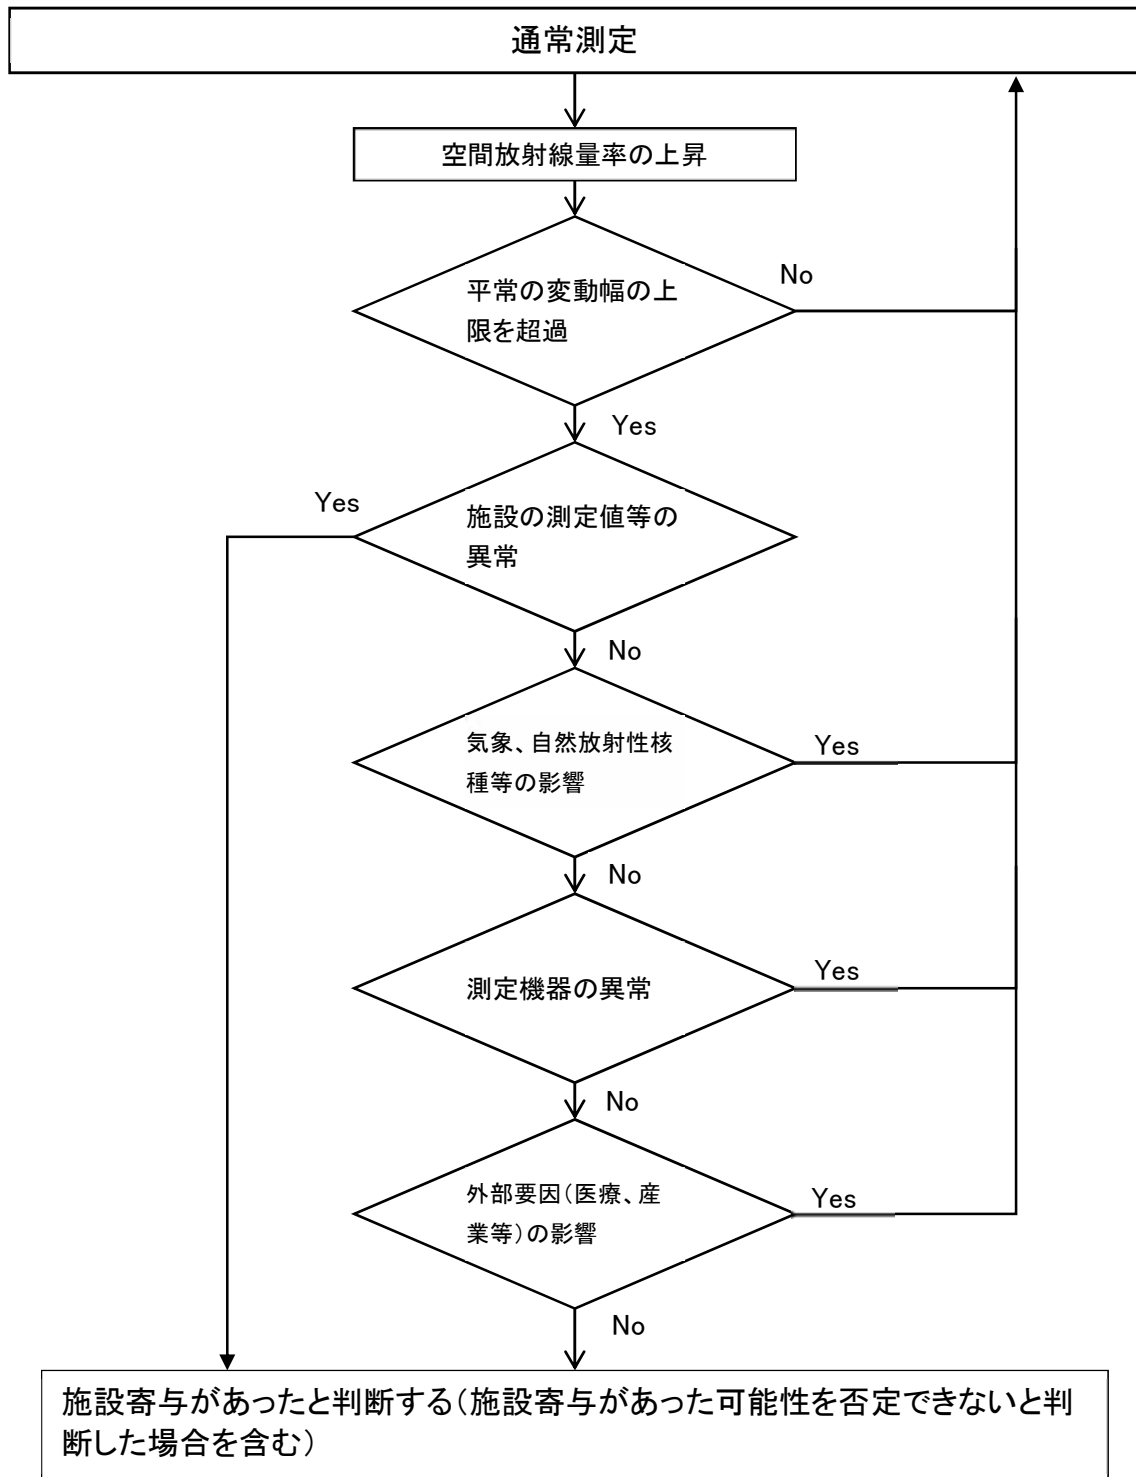 通常測定
空間放射線量率の上昇
平常の変動幅の上
限を超過
No
Yes
施設の測定値等の
異常
Yes
No
気象、自然放射性核
種等の影響
Yes
No
測定機器の異常
Yes
No
外部要因（医療、産
業等）の影響
Yes
No
施設寄与があったと判断する（施設寄与があった可能性を否定できないと判
断した場合を含む）